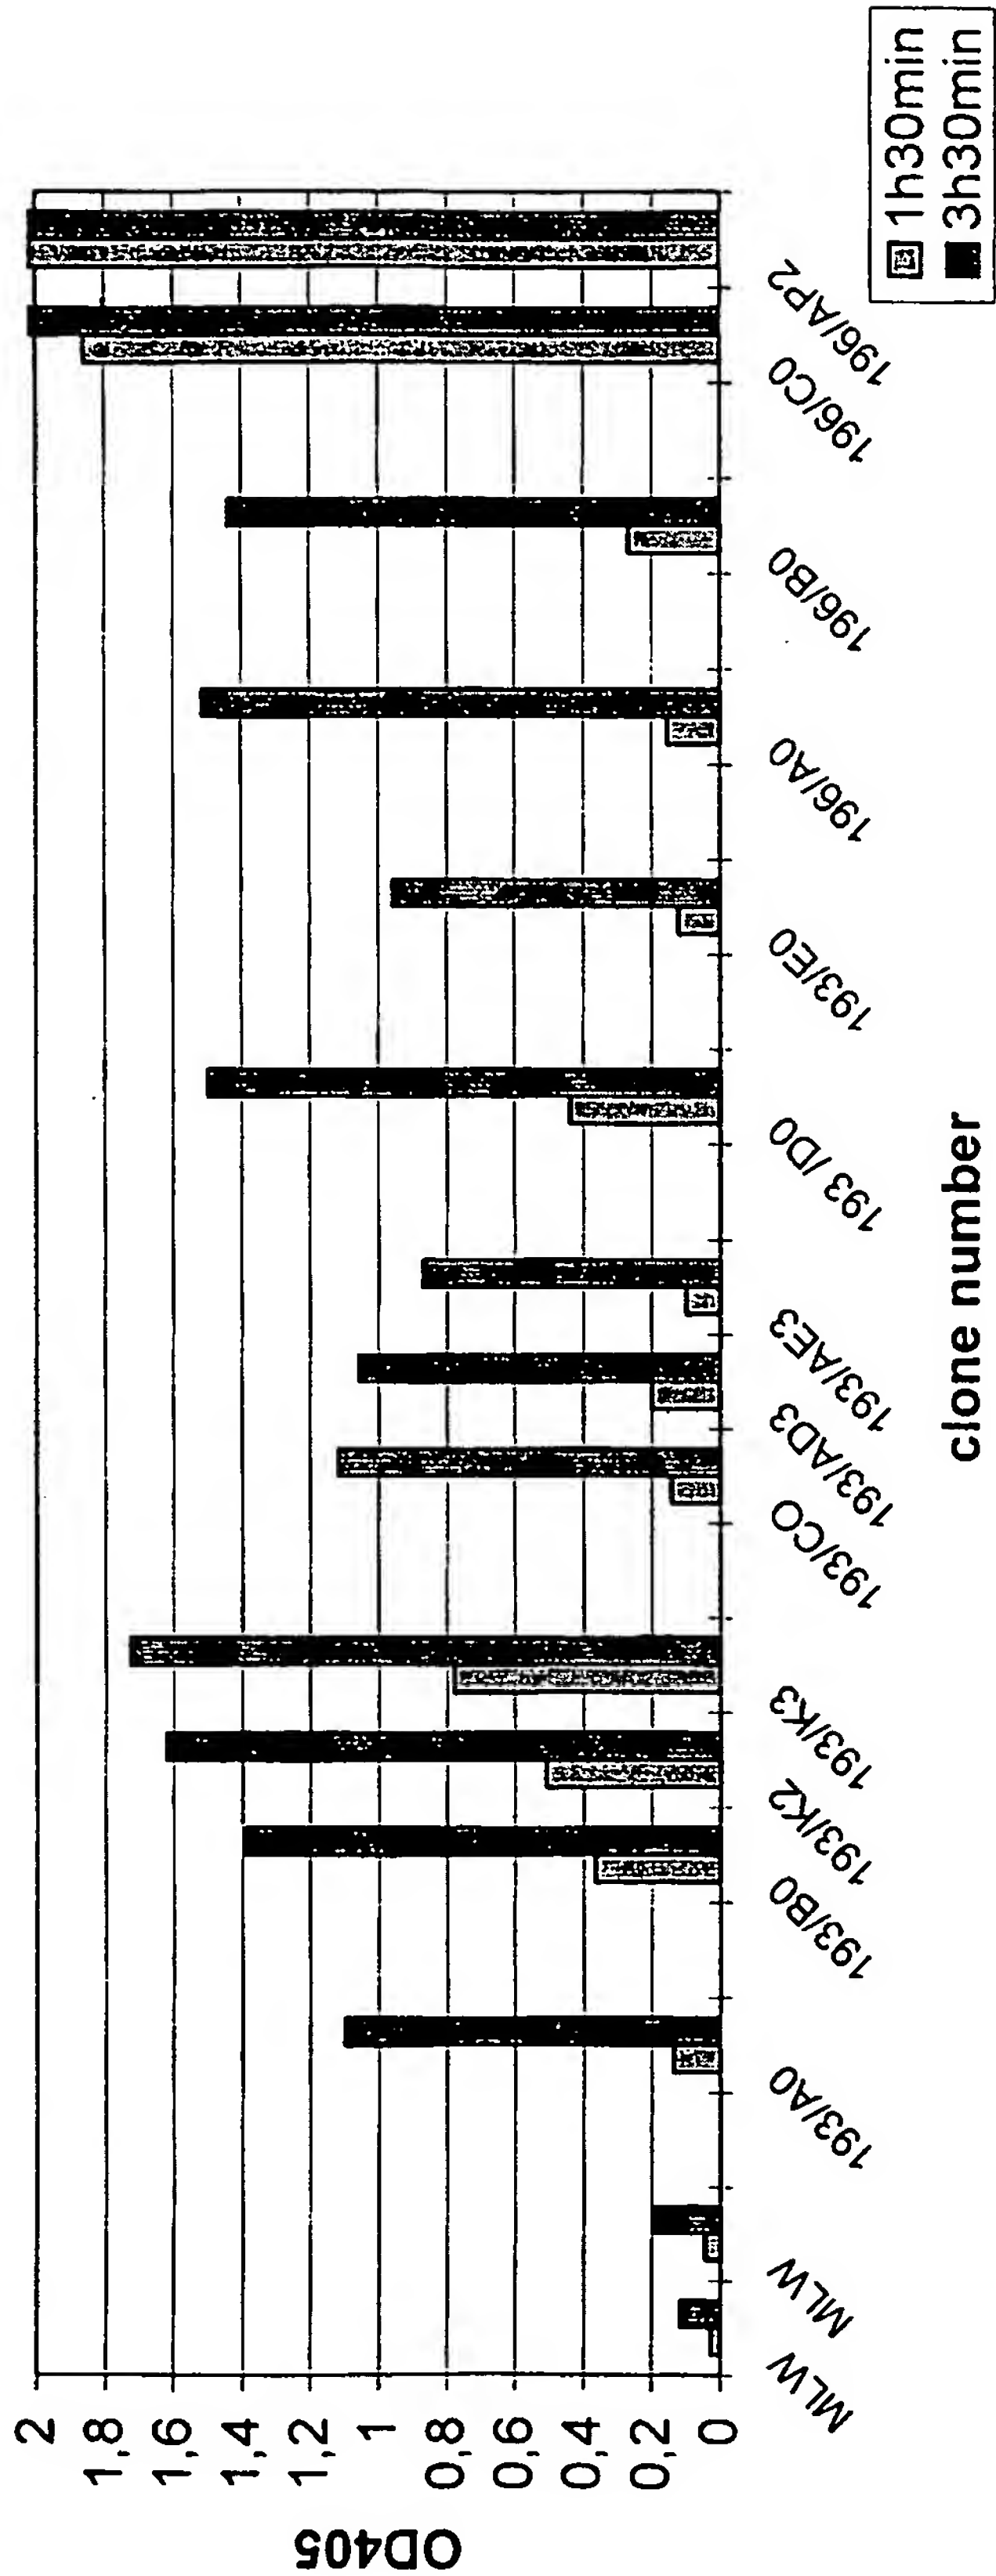 OD405
2
1,8
1,6
1,4
1,2
1
0,8
0,6
0,4
0,2
0
MLW
MLW
193/A0
193/B0
193/K2
193/K3
193/CO
193/AD3
193/AE3
193 /D0
193/E0
196/A0
196/B0
196/C0
196/AP2
clone number
1h30min
3h30min